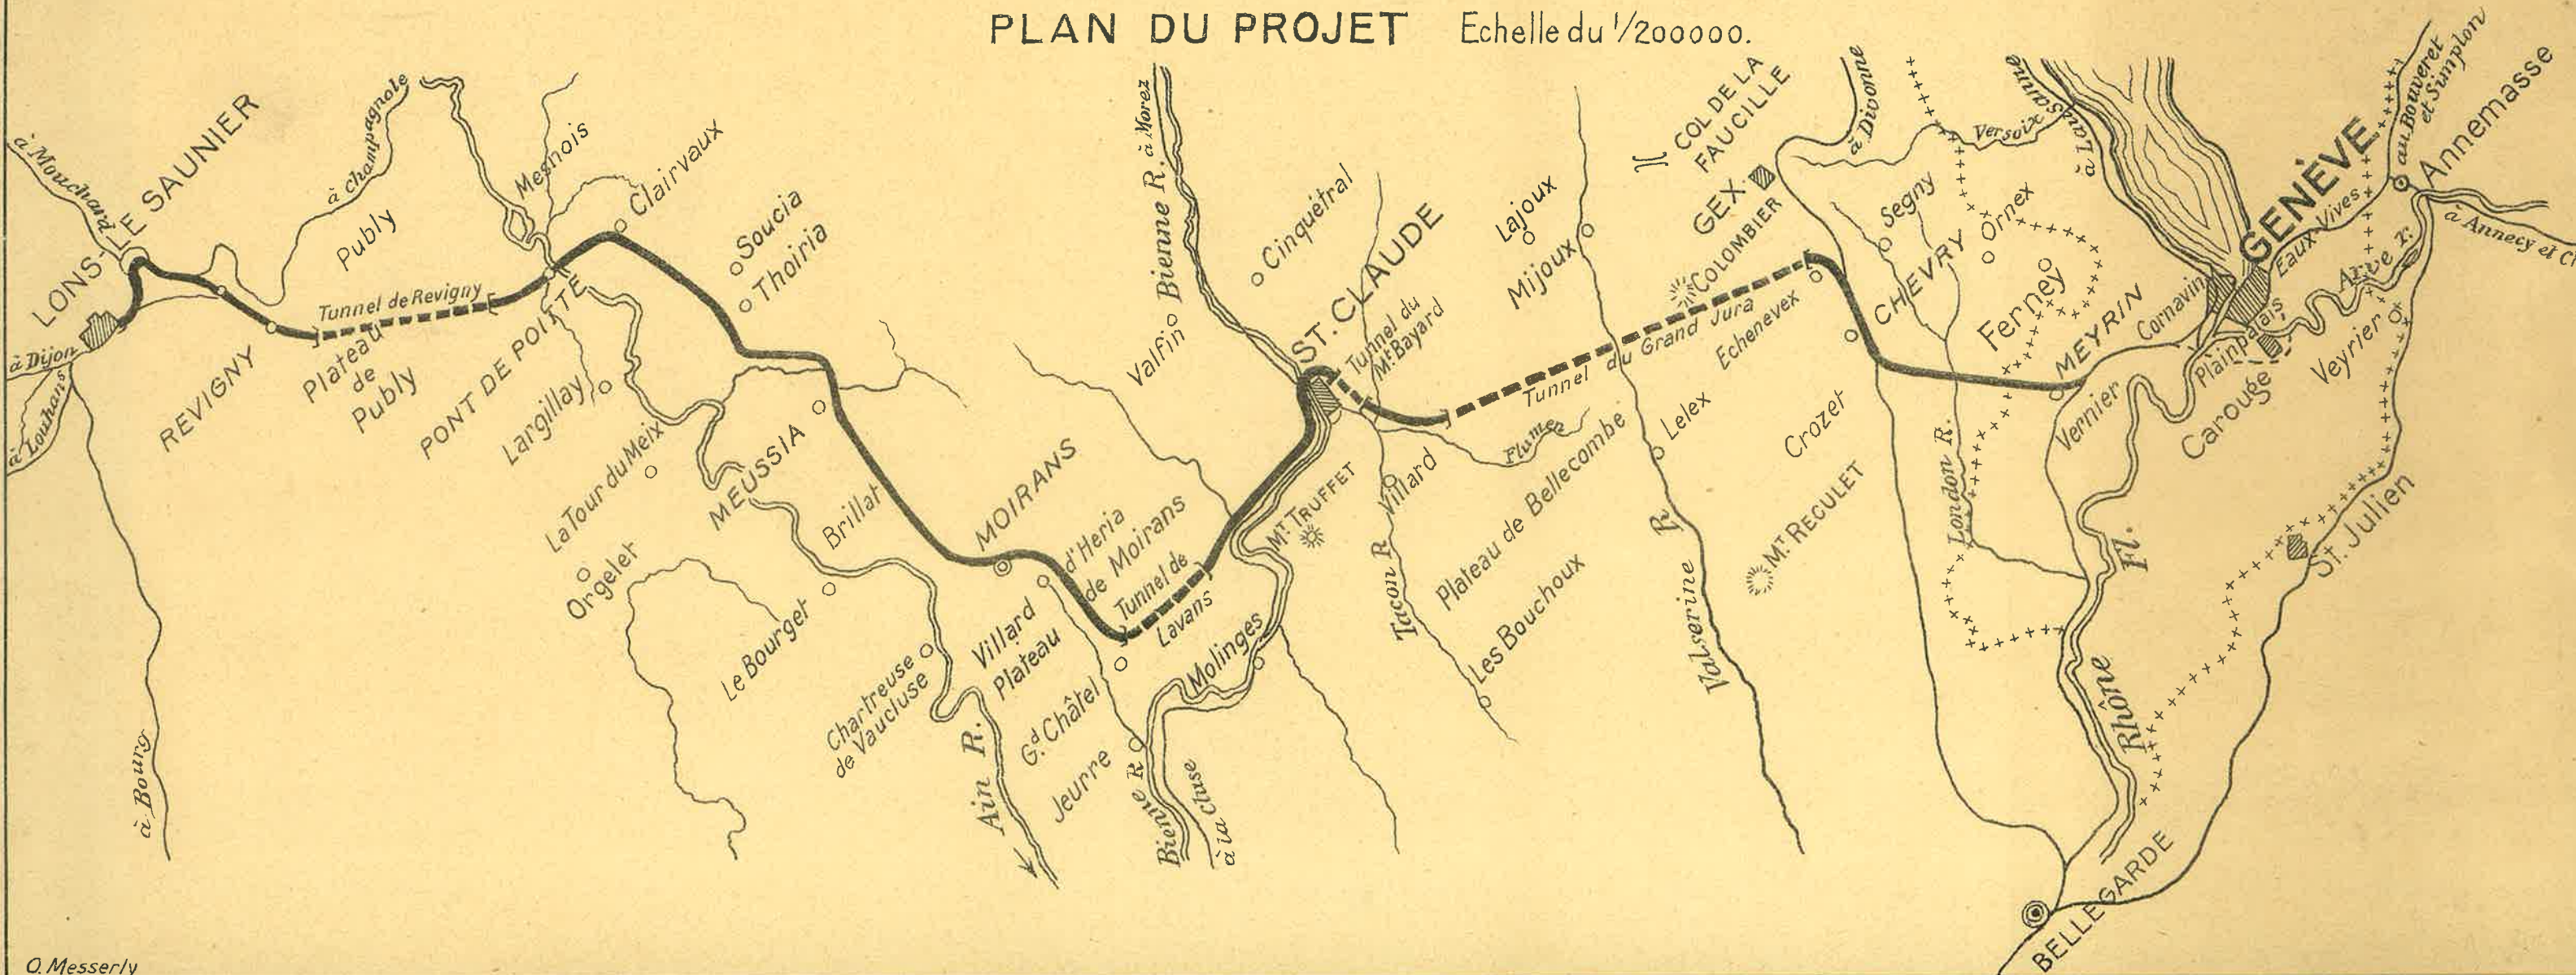 PLAN DU PROJET Echelle du 1/200000.
à Mouchard
LONS-LE SAUNIER
à Dijon
à Louhans
à Bourg
REVIGNY
à Champagnole
Publy
Tunnel de Revigny
Plateau
de
Publy
Mesnois
Clairvaux
PONT DE POITTE
Largillay
La Tour du Meix
Orgelet
Soucia
Thoiria
MEUSSIA
Brillat
Le Bourget
Chartreuse
de Vaucluse
Ain R.
MOIRANS
Villard
d'Heria
Plateau
de Moirans
Gd. Châtel
Jeurre
Tunnel de
Lavans
Molinges
Bienne R
à la Cluse
à Morez
Bienne R.
Valfin
Cinquétral
ST. CLAUDE
Tunnel du
Mt Bayard
MT TRUFFET
Villard
Tacon R
Flumen
Plateau de Bellecombe
Les Bouchoux
Lajoux
Mijoux
Lelex
Valserine R
COL DE LA
FAUCILLE
GEX
COLOMBIER
Tunnel du Grand Jura
Echenevex
Crozet
MT RECULET
à Divonne
Segny
CHEVRY
Ornex
Ferney
London R.
Versoix
à Lausanne
MEYRIN
Vernier
Cornavin
GENÈVE
Eaux Vives
Plainpalais
Carouge
Arve r.
Veyrier
au Bouveret
et Simplon
Annemasse
à Annecy et C
St. Julien
Rhône Fl.
BELLEGARDE
O. Messerly